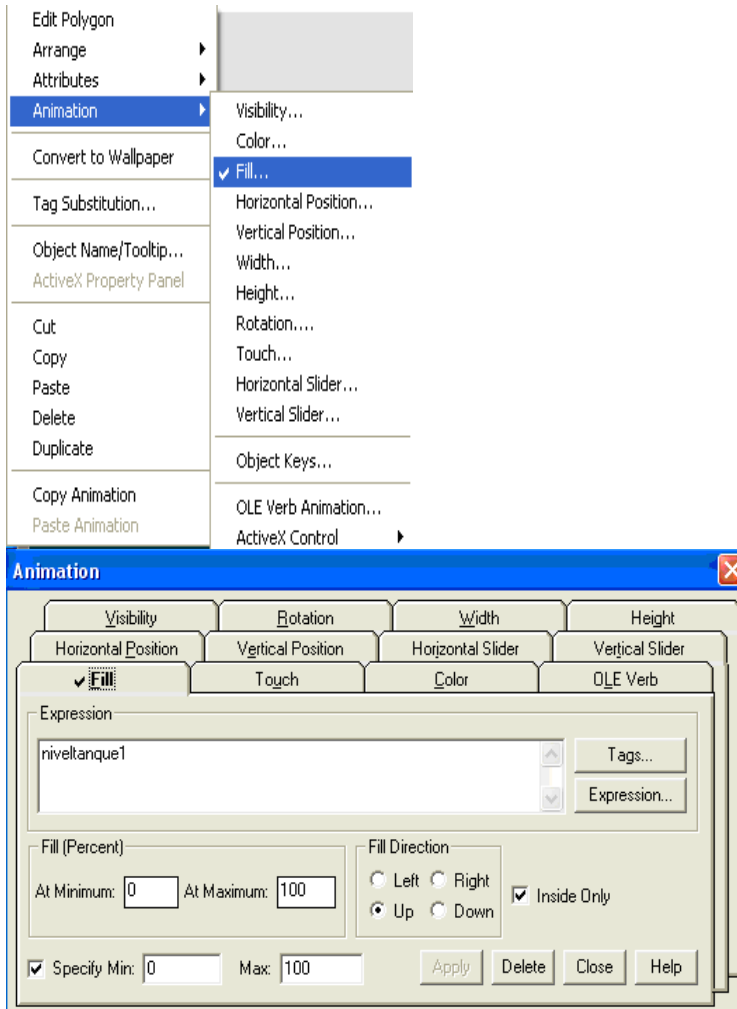 Edit Polygon
Arrange
Attributes
Animation
Convert to Wallpaper
Tag Substitution...
Object Name/Tooltip...
ActiveX Property Panel
Cut
Copy
Paste
Delete
Duplicate
Copy Animation
Paste Animation
Visibility...
Color...
Fill...
Horizontal Position...
Vertical Position...
Width...
Height...
Rotation....
Touch...
Horizontal Slider...
Vertical Slider...
Object Keys...
OLE Verb Animation...
ActiveX Control
Animation
Visibility Rotation Width Height
Horizontal Position Vertical Position Horizontal Slider Vertical Slider
Fill Touch Color OLE Verb
Expression
niveltanque1
Tags...
Expression...
Fill (Percent)
At Minimum: 0 At Maximum: 100
Fill Direction
Left Right
Up Down
Inside Only
Specify Min: 0 Max: 100
Apply Delete Close Help